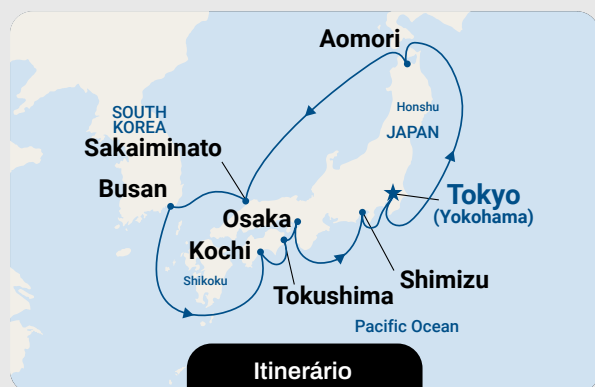 Aomori
Honshu
SOUTH
KOREA
JAPAN
Sakaiminato
Busan
Tokyo
(Yokohama)
Osaka
Kochi
Shikoku
Tokushima
Shimizu
Pacific Ocean
Itinerário